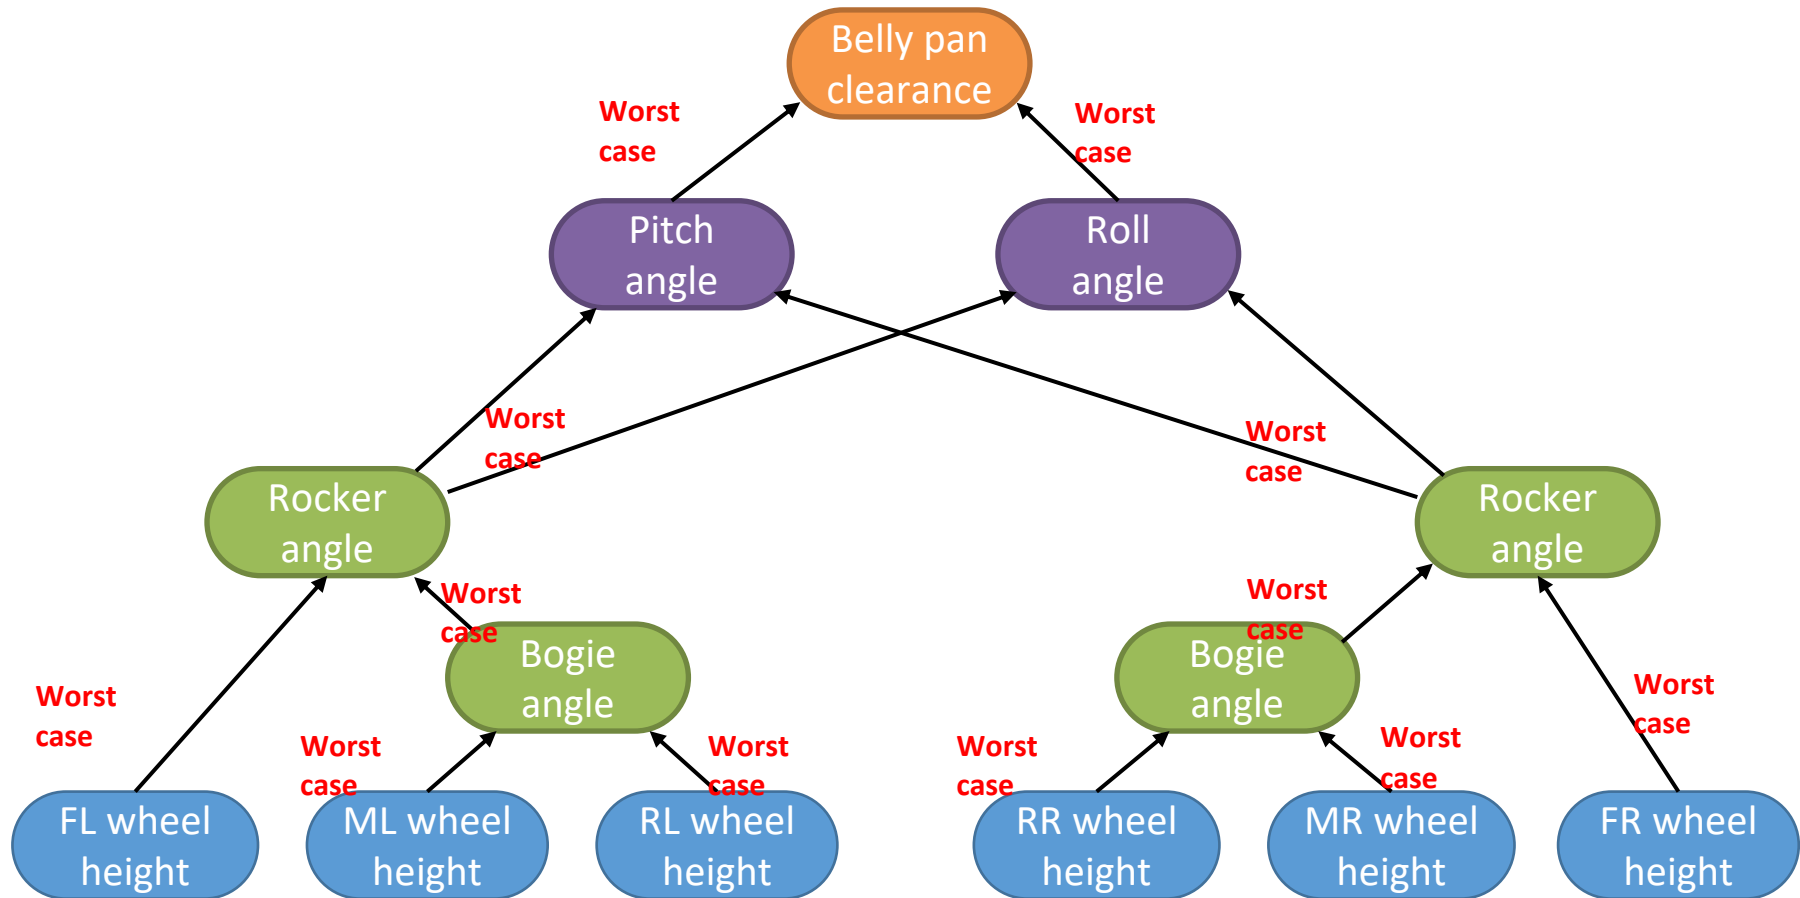 Belly pan
clearance
Worst
case
Worst
case
Pitch
angle
Roll
angle
Worst
case
Worst
case
Rocker
angle
Rocker
angle
Worst
case
Worst
case
Bogie
angle
Bogie
angle
Worst
case
Worst
case
Worst
case
Worst
case
Worst
case
Worst
case
FL wheel
height
ML wheel
height
RL wheel
height
RR wheel
height
MR wheel
height
FR wheel
height